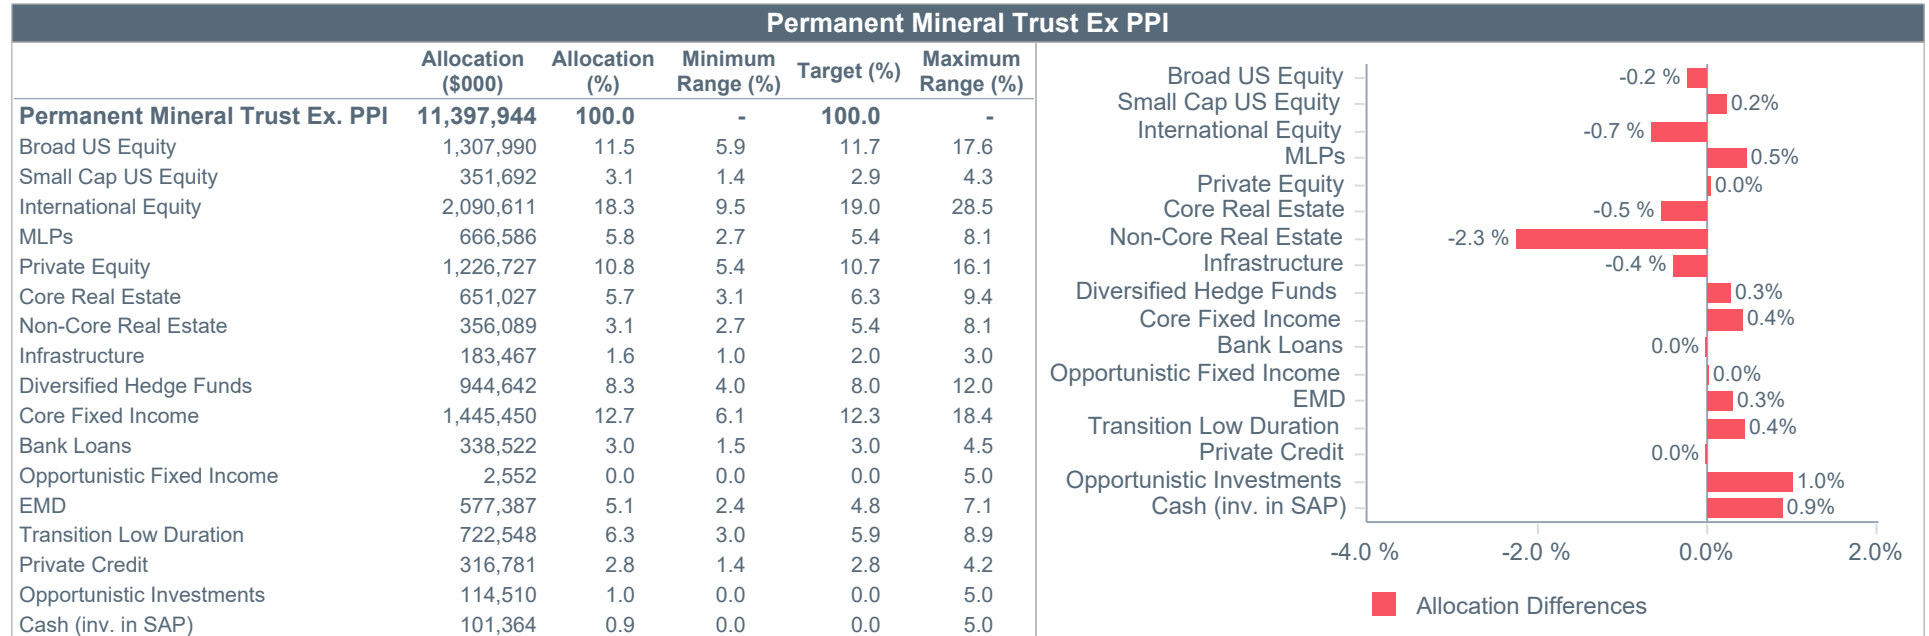 Permanent Mineral Trust Ex PPI
Allocation ($000) Allocation (%) Minimum Range (%) Target (%) Maximum Range (%)
Permanent Mineral Trust Ex. PPI 11,397,944 100.0 - 100.0 -
Broad US Equity 1,307,990 11.5 5.9 11.7 17.6
Small Cap US Equity 351,692 3.1 1.4 2.9 4.3
International Equity 2,090,611 18.3 9.5 19.0 28.5
MLPs 666,586 5.8 2.7 5.4 8.1
Private Equity 1,226,727 10.8 5.4 10.7 16.1
Core Real Estate 651,027 5.7 3.1 6.3 9.4
Non-Core Real Estate 356,089 3.1 2.7 5.4 8.1
Infrastructure 183,467 1.6 1.0 2.0 3.0
Diversified Hedge Funds 944,642 8.3 4.0 8.0 12.0
Core Fixed Income 1,445,450 12.7 6.1 12.3 18.4
Bank Loans 338,522 3.0 1.5 3.0 4.5
Opportunistic Fixed Income 2,552 0.0 0.0 0.0 5.0
EMD 577,387 5.1 2.4 4.8 7.1
Transition Low Duration 722,548 6.3 3.0 5.9 8.9
Private Credit 316,781 2.8 1.4 2.8 4.2
Opportunistic Investments 114,510 1.0 0.0 0.0 5.0
Cash (inv. in SAP) 101,364 0.9 0.0 0.0 5.0
Broad US Equity -0.2 %
Small Cap US Equity 0.2%
International Equity -0.7 %
MLPs 0.5%
Private Equity 0.0%
Core Real Estate -0.5 %
Non-Core Real Estate -2.3 %
Infrastructure -0.4 %
Diversified Hedge Funds 0.3%
Core Fixed Income 0.4%
Bank Loans 0.0%
Opportunistic Fixed Income 0.0%
EMD 0.3%
Transition Low Duration 0.4%
Private Credit 0.0%
Opportunistic Investments 1.0%
Cash (inv. in SAP) 0.9%
-4.0 % -2.0 % 0.0% 2.0%
Allocation Differences